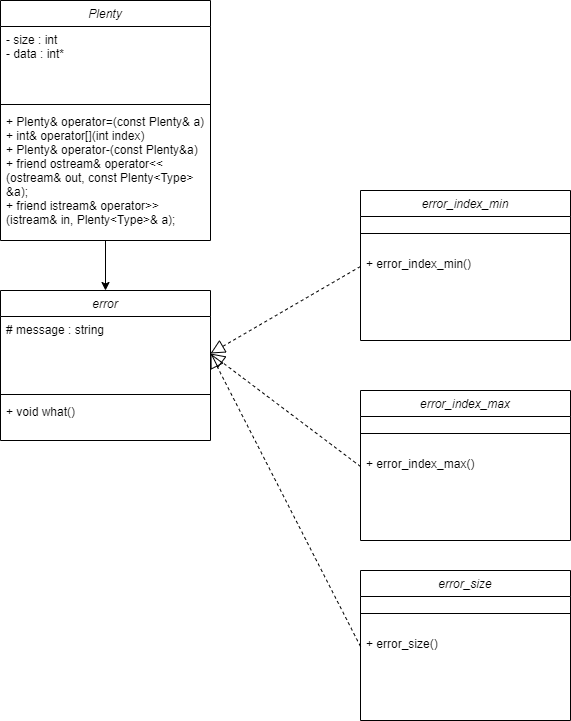 Plenty
- size : int
- data : int*
+ Plenty& operator=(const Plenty& a)
+ int& operator[](int index)
+ Plenty& operator-(const Plenty&a)
+ friend ostream& operator<<
(ostream& out, const Plenty<Type>
&a);
+ friend istream& operator>>
(istream& in, Plenty<Type>& a);
error
# message : string
+ void what()
error_index_min
+ error_index_min()
error_index_max
+ error_index_max()
error_size
+ error_size()